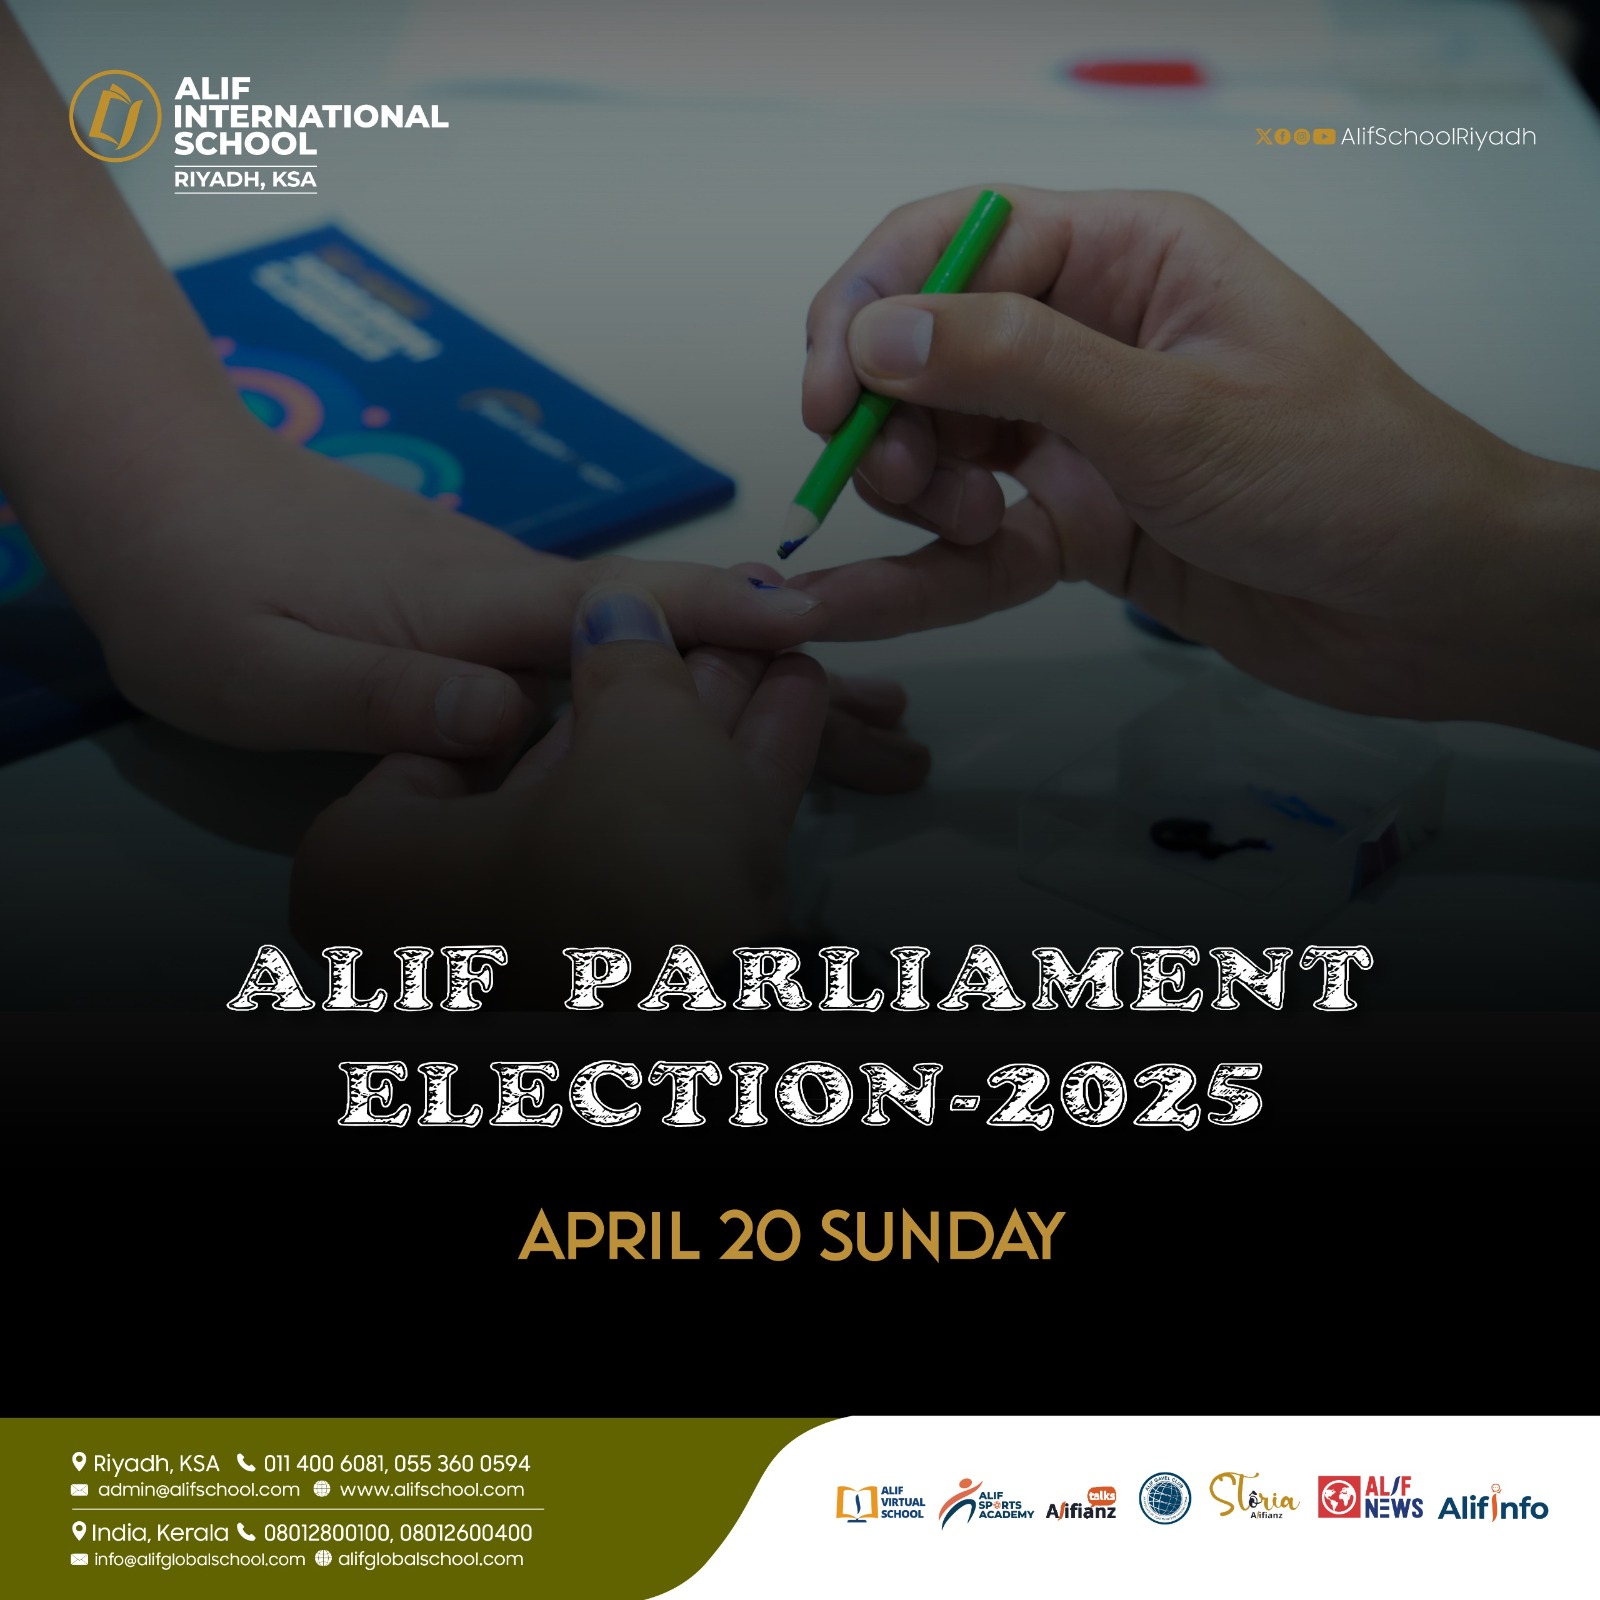 ALIF
INTERNATIONAL
SCHOOL
RIYADH, KSA
AlifSchoolRiyadh
ALIF PARLIAMENT
ELECTION-2025
APRIL 20 SUNDAY
Riyadh, KSA 011 400 6081, 055 360 0594
admin@alifschool.com www.alifschool.com
India, Kerala 08012800100, 08012600400
info@alifglobalschool.com alifglobalschool.com
ALIF
VIRTUAL
SCHOOL
ALIF
SPORTS
ACADEMY
talks
Alifianz
Stôria
Alifianz
ALIF
NEWS
Alifinfo